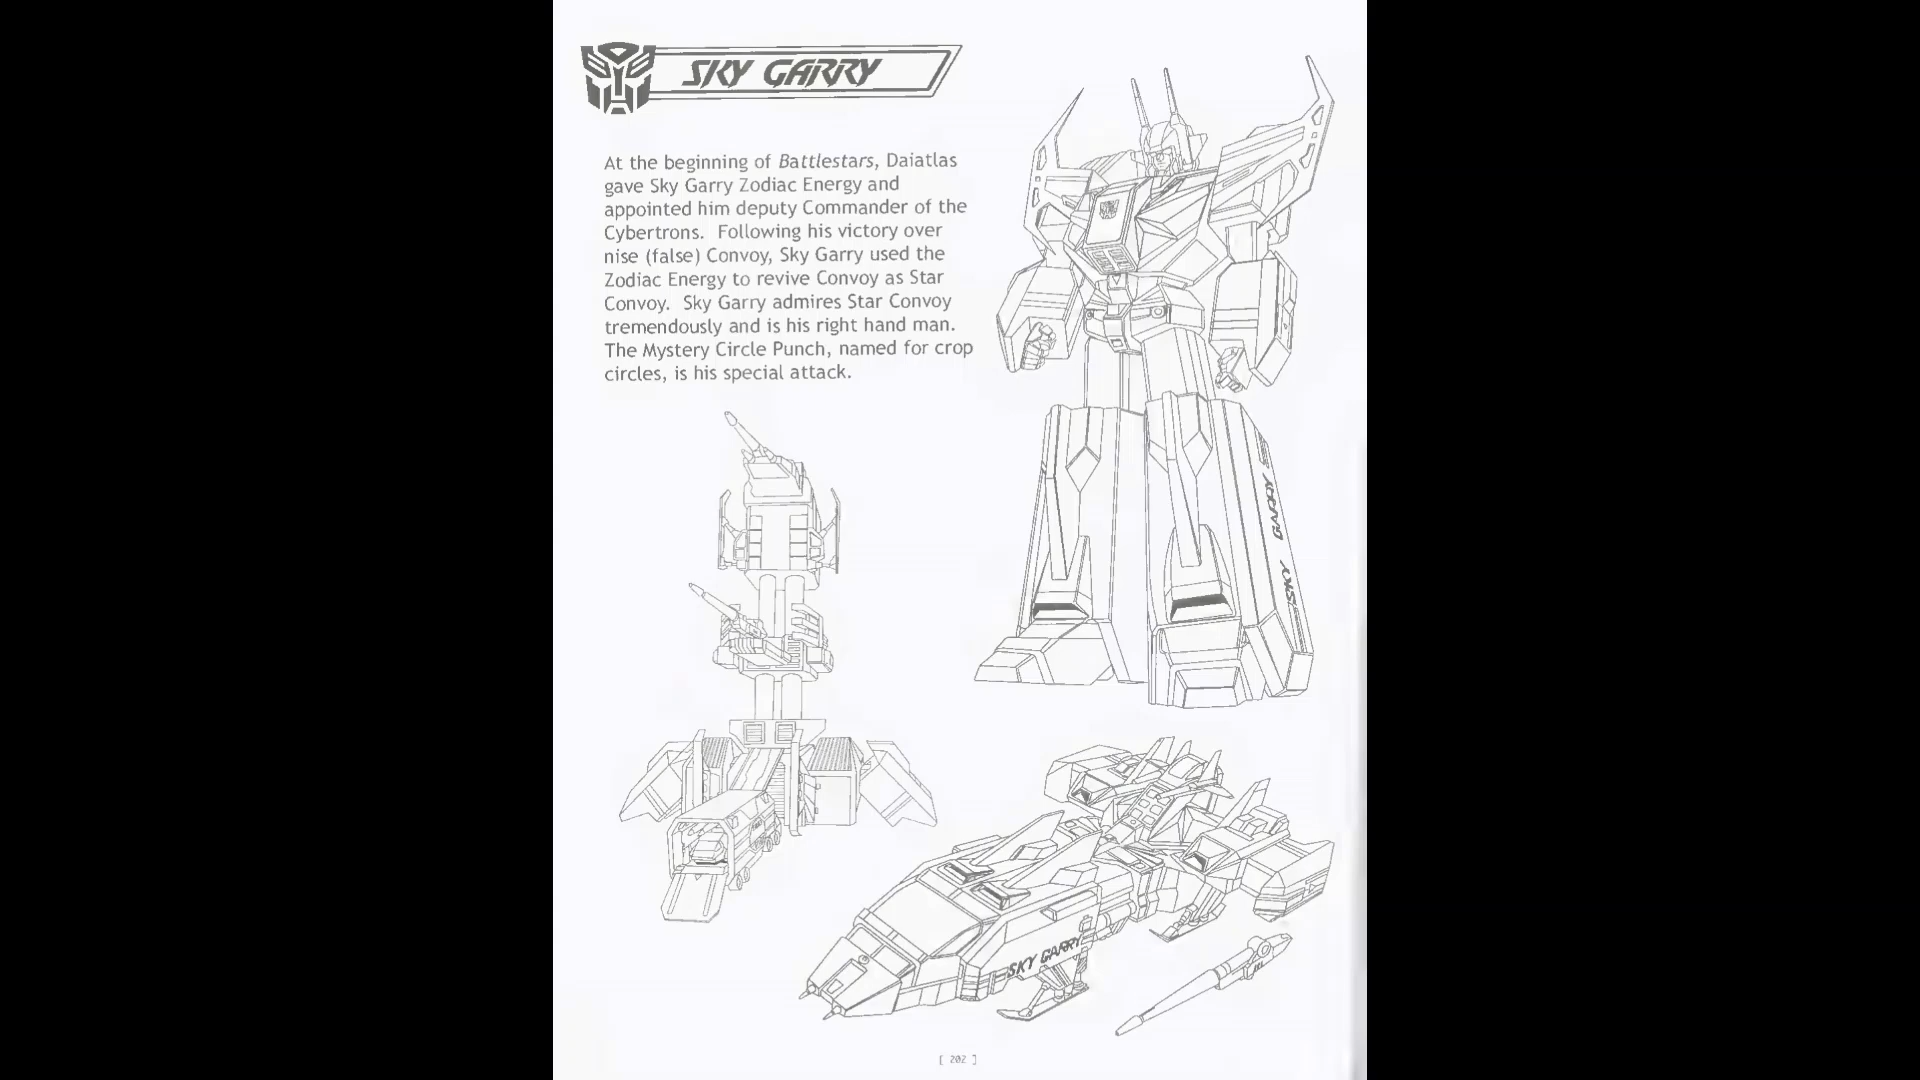 SKY GARRY
At the beginning of Battlestars, Daiatlas
gave Sky Garry Zodiac Energy and
appointed him deputy Commander of the
Cybertrons. Following his victory over
nise (false) Convoy, Sky Garry used the
Zodiac Energy to revive Convoy as Star
Convoy. Sky Garry admires Star Convoy
tremendously and is his right hand man.
The Mystery Circle Punch, named for crop
circles, is his special attack.
SKY GARRY
SKY GARRY
[ 202 ]